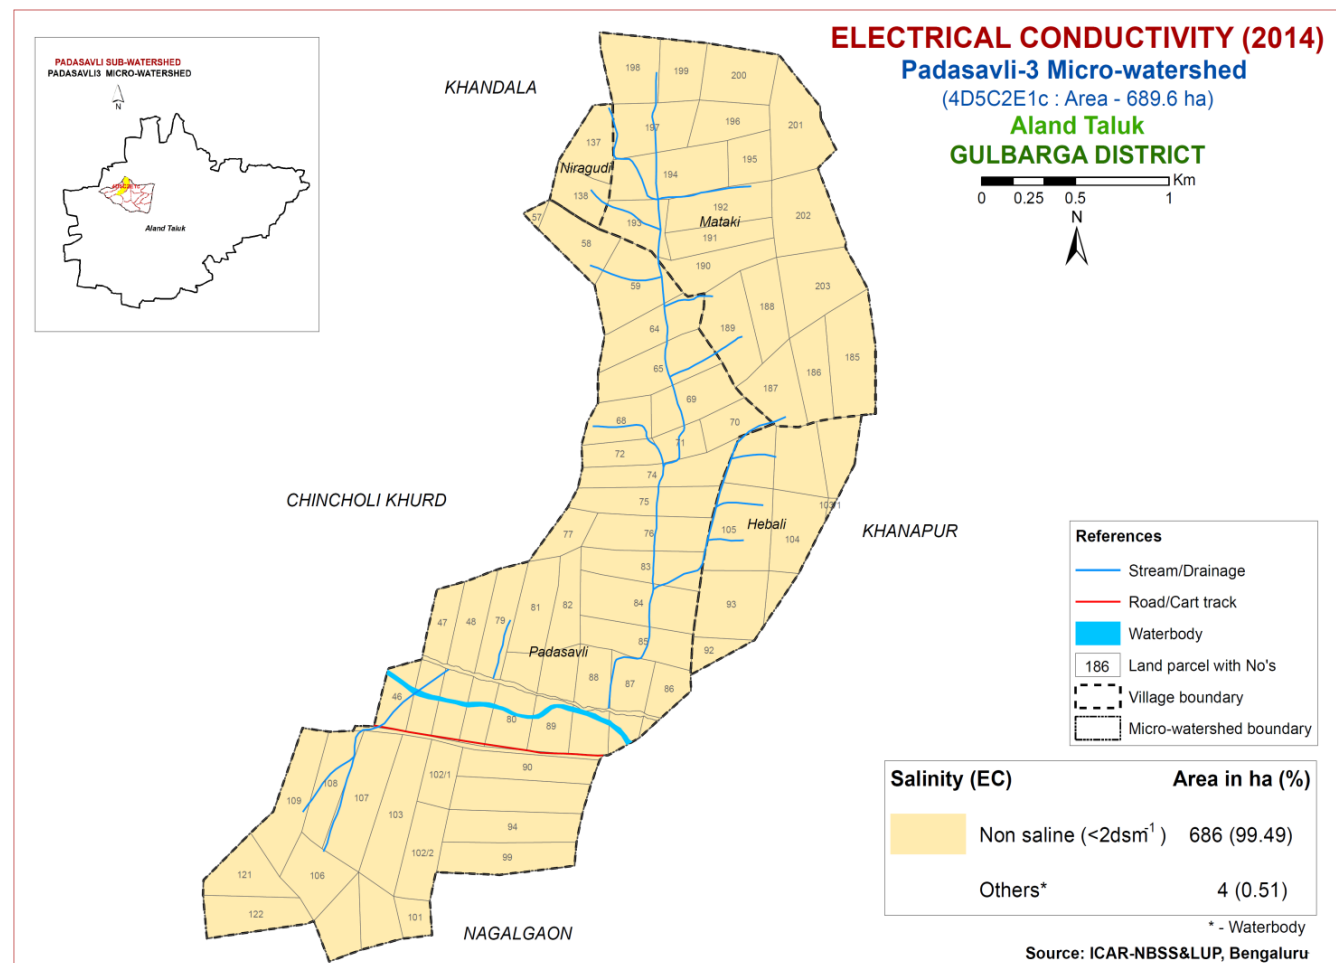 ELECTRICAL CONDUCTIVITY (2014)
Padasavli-3 Micro-watershed
(4D5C2E1c : Area - 689.6 ha)
Aland Taluk
GULBARGA DISTRICT
Km
0 0.25 0.5 1
N
PADASAVLI SUB-WATERSHED
PADASAVLI3 MICRO-WATERSHED
N
Aland Taluk
KHANDALA
CHINCHOLI KHURD
KHANAPUR
NAGALGAON
198 199 200
197 196 201
137 195
Niragudi 194
138 192 202
57 193 Mataki
58 191
190
59 203
188
64 189
185
65 186
187
69
68 70
71
72
74
75 103/1
77 76 105 Hebali 104
83
81 82 84 93
47 48 79
85 92
Padasavli
88 87 86
46
80 89
90
102/1
108
109 107
103
94
102/2 99
121 106
122 101
References
Stream/Drainage
Road/Cart track
Waterbody
186 Land parcel with No's
Village boundary
Micro-watershed boundary
Salinity (EC) Area in ha (%)
Non saline (<2dsm-1) 686 (99.49)
Others* 4 (0.51)
* - Waterbody
Source: ICAR-NBSS&LUP, Bengaluru